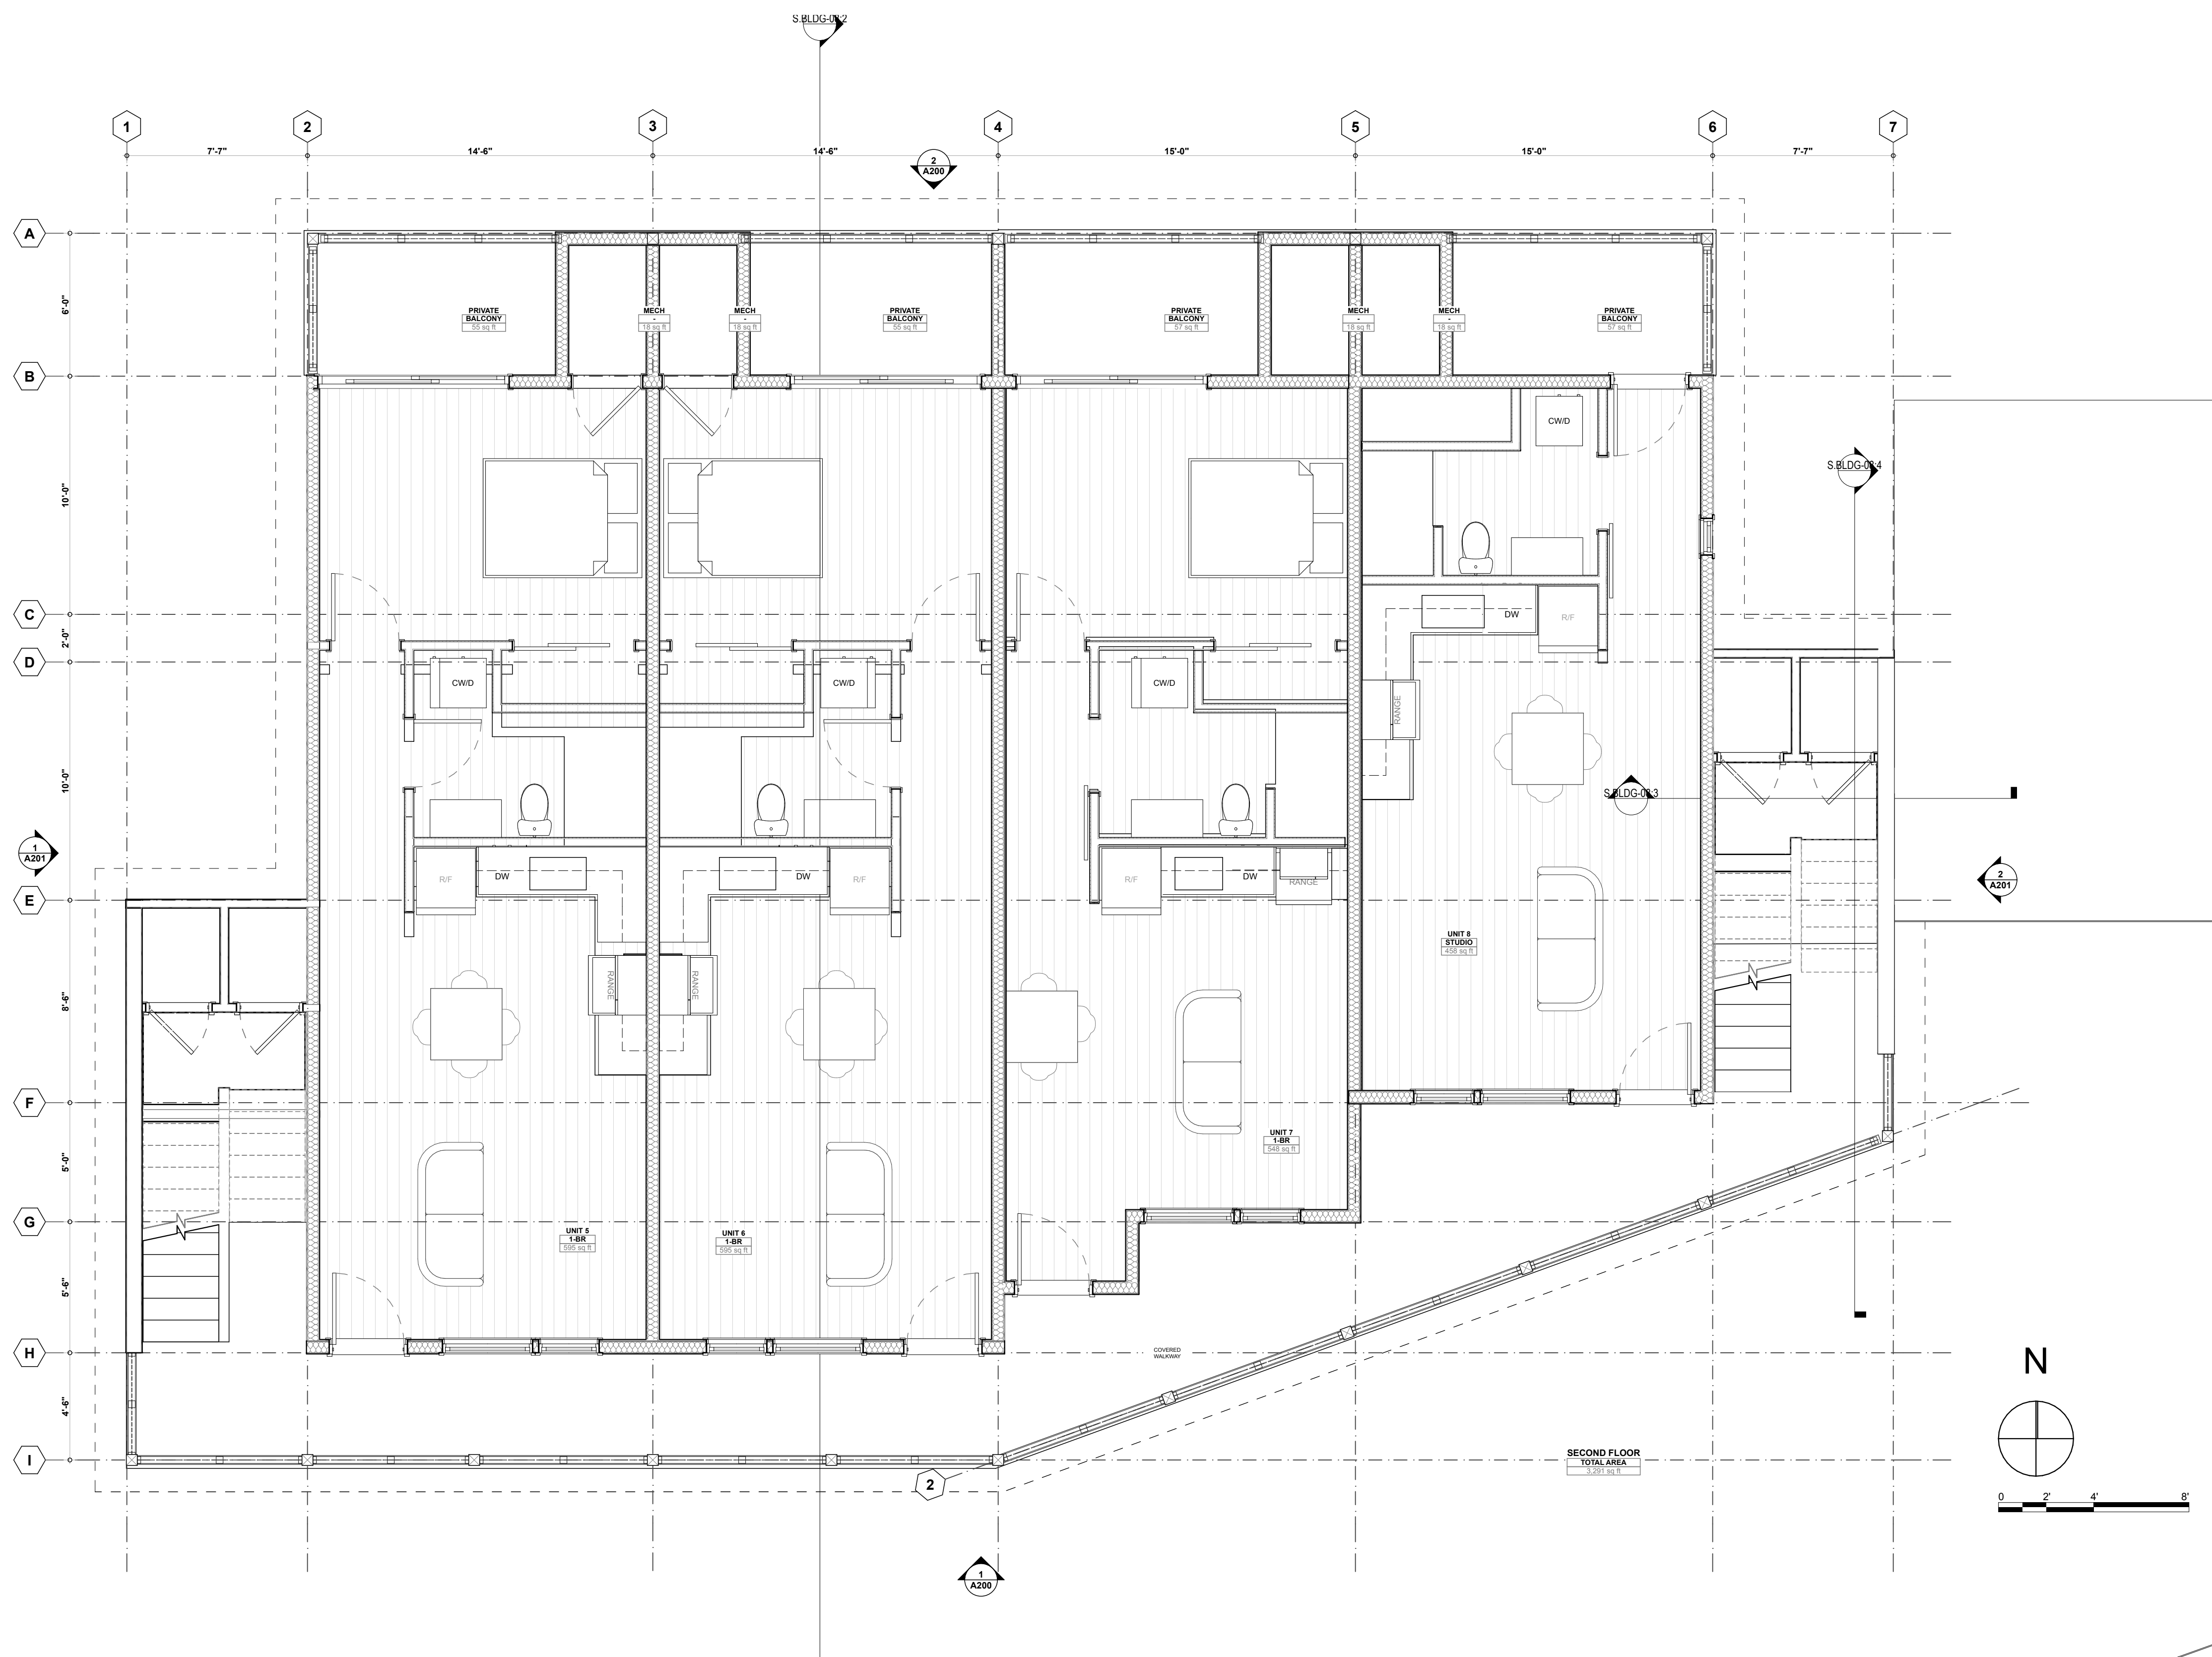 S.BLDG-08:2
1
2
3
4
5
6
7
7'-7"
14'-6"
14'-6"
15'-0"
15'-0"
7'-7"
2
A200
A
B
C
D
E
F
G
H
I
6'-0"
10'-0"
2'-0"
10'-0"
8'-6"
5'-0"
5'-6"
4'-6"
PRIVATE
BALCONY
55 sq ft
MECH
-
18 sq ft
MECH
-
18 sq ft
PRIVATE
BALCONY
55 sq ft
PRIVATE
BALCONY
57 sq ft
MECH
-
18 sq ft
MECH
-
18 sq ft
PRIVATE
BALCONY
57 sq ft
CW/D
S.BLDG-08:4
DW
R/F
CW/D
CW/D
CW/D
RANGE
S.BLDG-08:3
1
A201
R/F
DW
DW
R/F
R/F
DW
RANGE
2
A201
UNIT 8
STUDIO
458 sq ft
RANGE
RANGE
UNIT 7
1-BR
548 sq ft
UNIT 5
1-BR
595 sq ft
UNIT 6
1-BR
595 sq ft
COVERED
WALKWAY
N
SECOND FLOOR
TOTAL AREA
3,291 sq ft
2
0 2' 4' 8'
1
A200